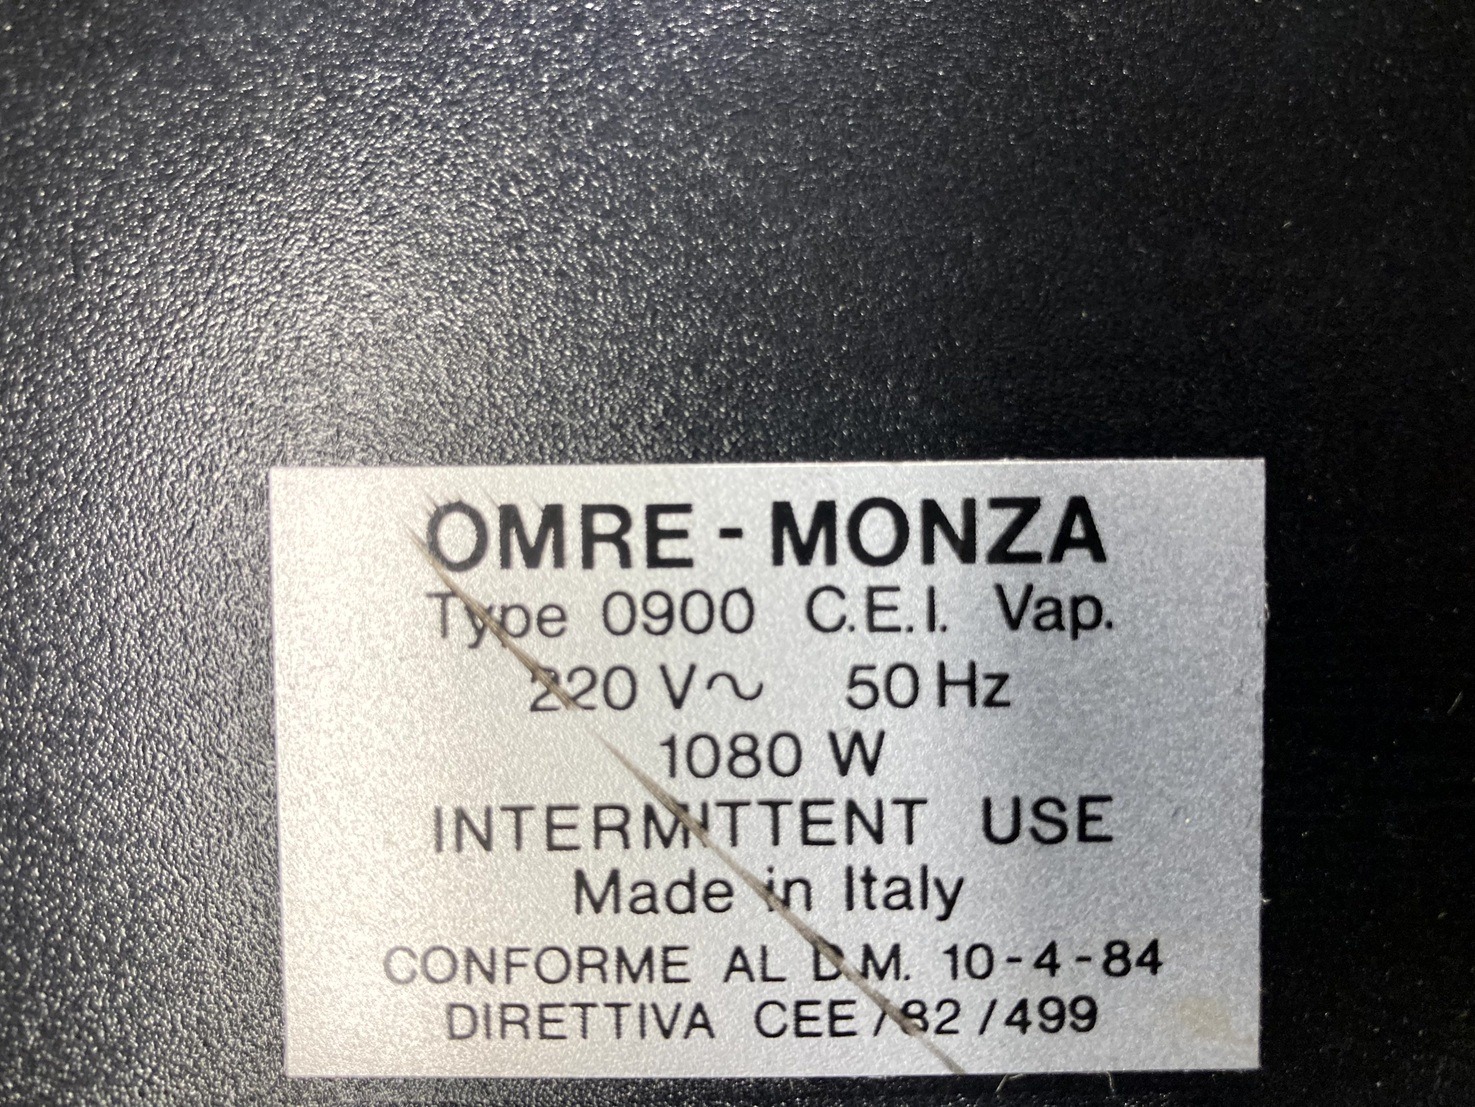 OMRE - MONZA
Type 0900 C.E.I. Vap.
220 V~ 50 Hz
1080 W
INTERMITTENT USE
Made in Italy
CONFORME AL D.M. 10-4-84
DIRETTIVA CEE/82/499